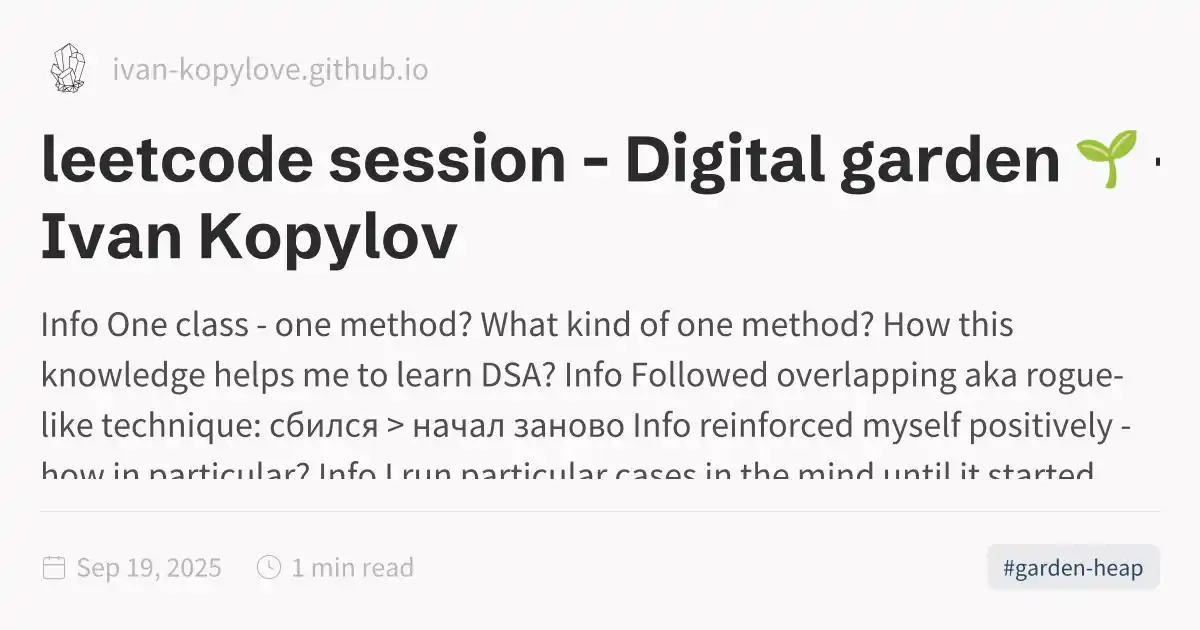 ivan-kopylove.github.io
leetcode session - Digital garden 🌱 ·
Ivan Kopylov
Info One class - one method? What kind of one method? How this
knowledge helps me to learn DSA? Info Followed overlapping aka rogue-
like technique: сбился > начал заново Info reinforced myself positively -
how in particular? Info I run particular cases in the mind until it started
Sep 19, 2025
1 min read
#garden-heap